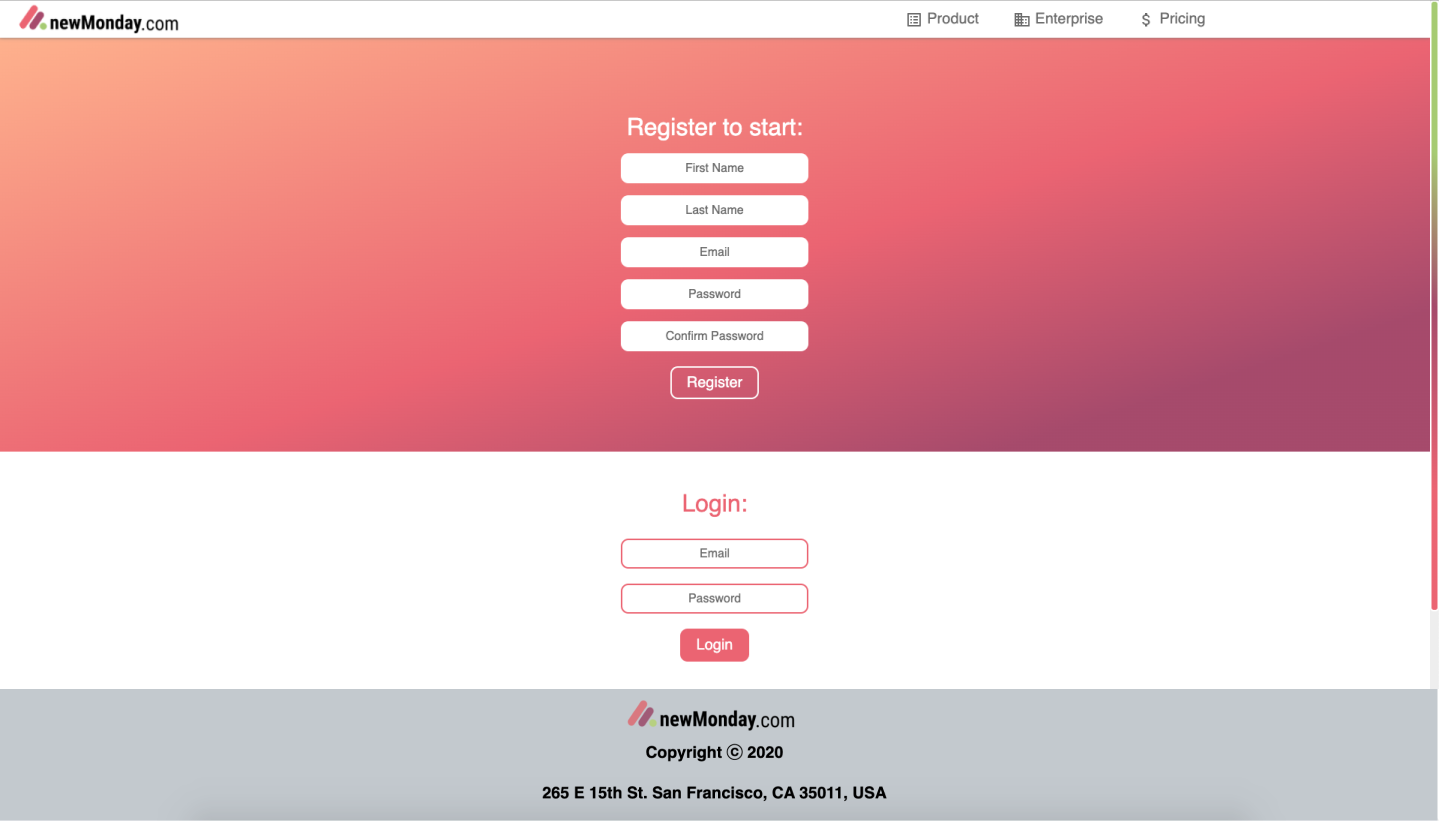 newMonday.com
Product Enterprise $ Pricing
Register to start:
First Name
Last Name
Email
Password
Confirm Password
Register
Login:
Email
Password
Login
newMonday.com
Copyright © 2020
265 E 15th St. San Francisco, CA 35011, USA